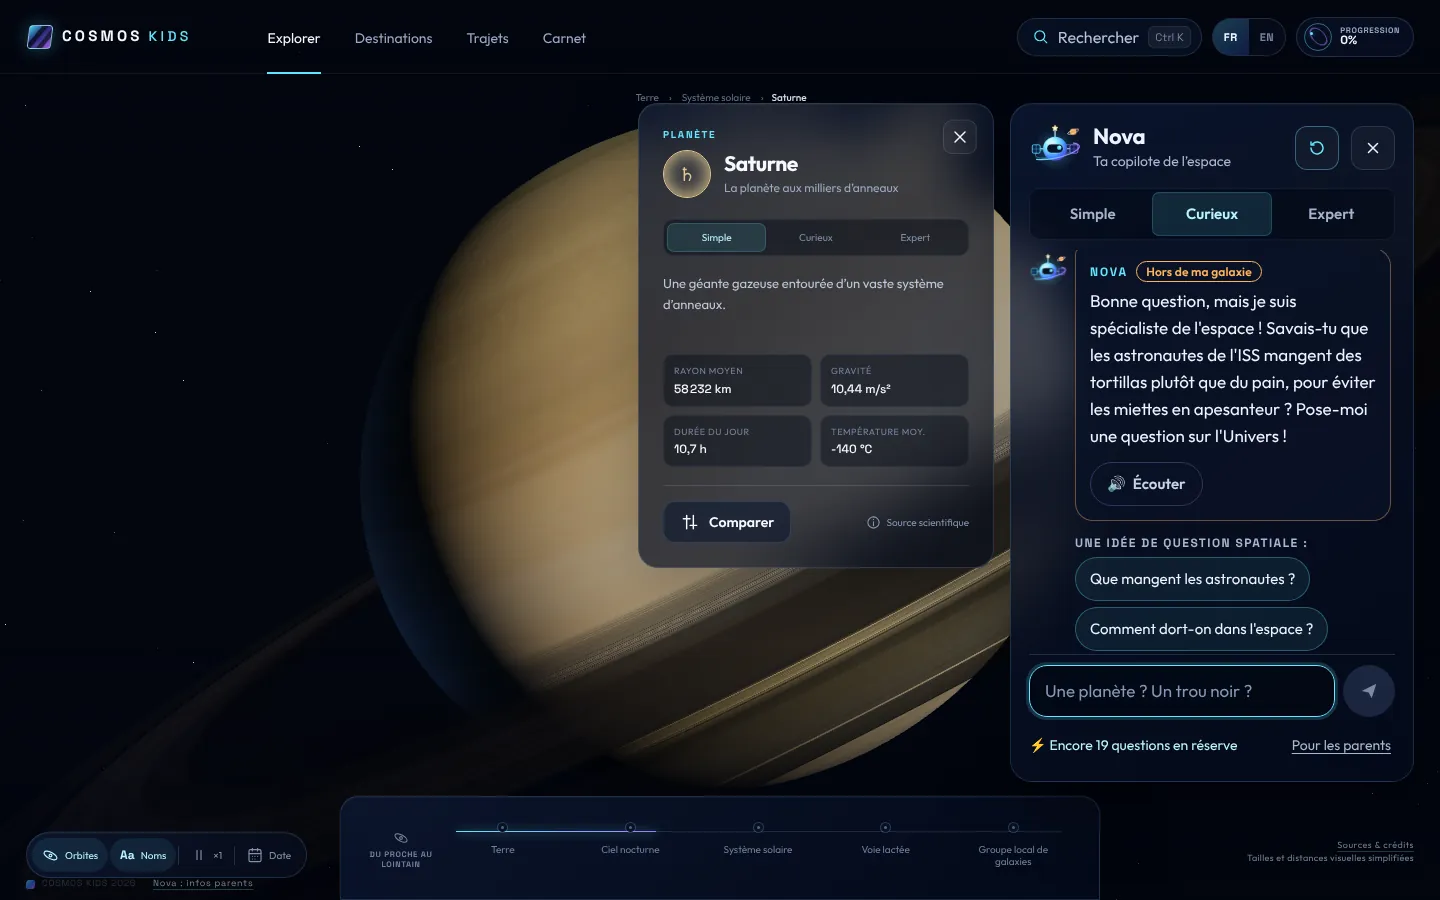 COSMOS KIDS
Explorer
Destinations
Trajets
Carnet
Rechercher
Ctrl K
FR
EN
PROGRESSION
0%
Terre › Système solaire › Saturne
PLANÈTE
♄
Saturne
La planète aux milliers d'anneaux
Simple
Curieux
Expert
Une géante gazeuse entourée d'un vaste système
d'anneaux.
RAYON MOYEN
58 232 km
GRAVITÉ
10,44 m/s²
DURÉE DU JOUR
10,7 h
TEMPÉRATURE MOY.
-140 °C
Comparer
Source scientifique
Nova
Ta copilote de l'espace
Simple
Curieux
Expert
NOVA
Hors de ma galaxie
Bonne question, mais je suis
spécialiste de l'espace ! Savais-tu que
les astronautes de l'ISS mangent des
tortillas plutôt que du pain, pour éviter
les miettes en apesanteur ? Pose-moi
une question sur l'Univers !
Écouter
UNE IDÉE DE QUESTION SPATIALE :
Que mangent les astronautes ?
Comment dort-on dans l'espace ?
Une planète ? Un trou noir ?
Encore 19 questions en réserve
Pour les parents
Orbites
Aa Noms
×1
Date
COSMOS KIDS 2026
Nova : infos parents
DU PROCHE AU
LOINTAIN
Terre
Ciel nocturne
Système solaire
Voie lactée
Groupe local de
galaxies
Sources & crédits
Tailles et distances visuelles simplifiées